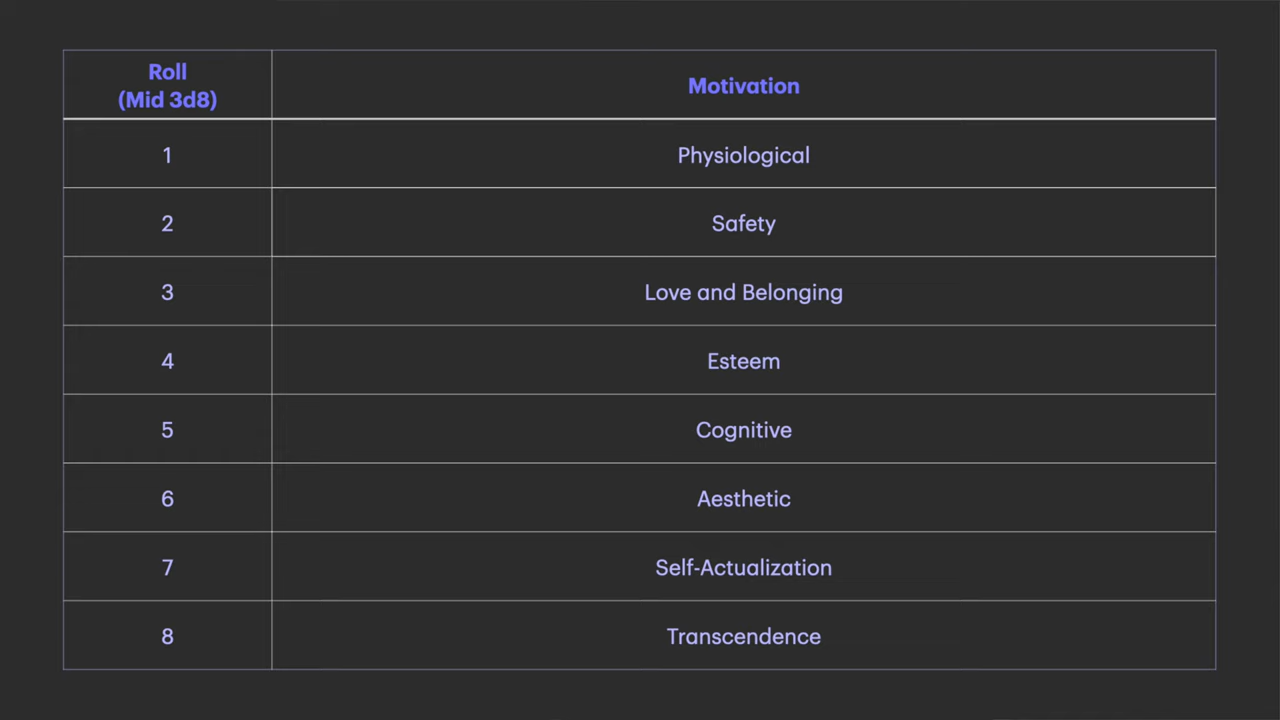 Roll
(Mid 3d8)
Motivation
1
Physiological
2
Safety
3
Love and Belonging
4
Esteem
5
Cognitive
6
Aesthetic
7
Self-Actualization
8
Transcendence